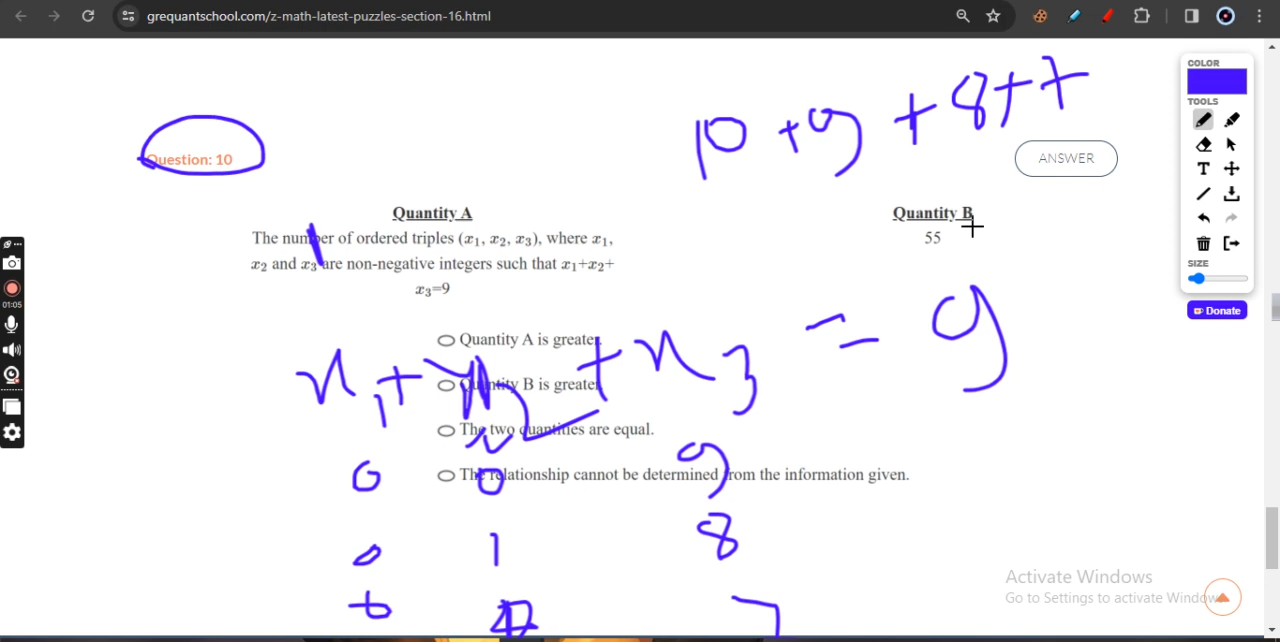 grequantschool.com/z-math-latest-puzzles-section-16.html
10 + 9 + 8 + 7
COLOR
TOOLS
Question: 10
ANSWER
T
Quantity A
Quantity B
The number of ordered triples (x₁, x₂, x₃), where x₁,
55
x₂ and x₃ are non-negative integers such that x₁+x₂+
x₃=9
SIZE
Donate
01:05
Quantity A is greater.
x₁ + x₂ + x₃ = 9
Quantity B is greater.
The two quantities are equal.
The relationship cannot be determined from the information given.
0 0 9
0 1 8
7
Activate Windows
Go to Settings to activate Windows